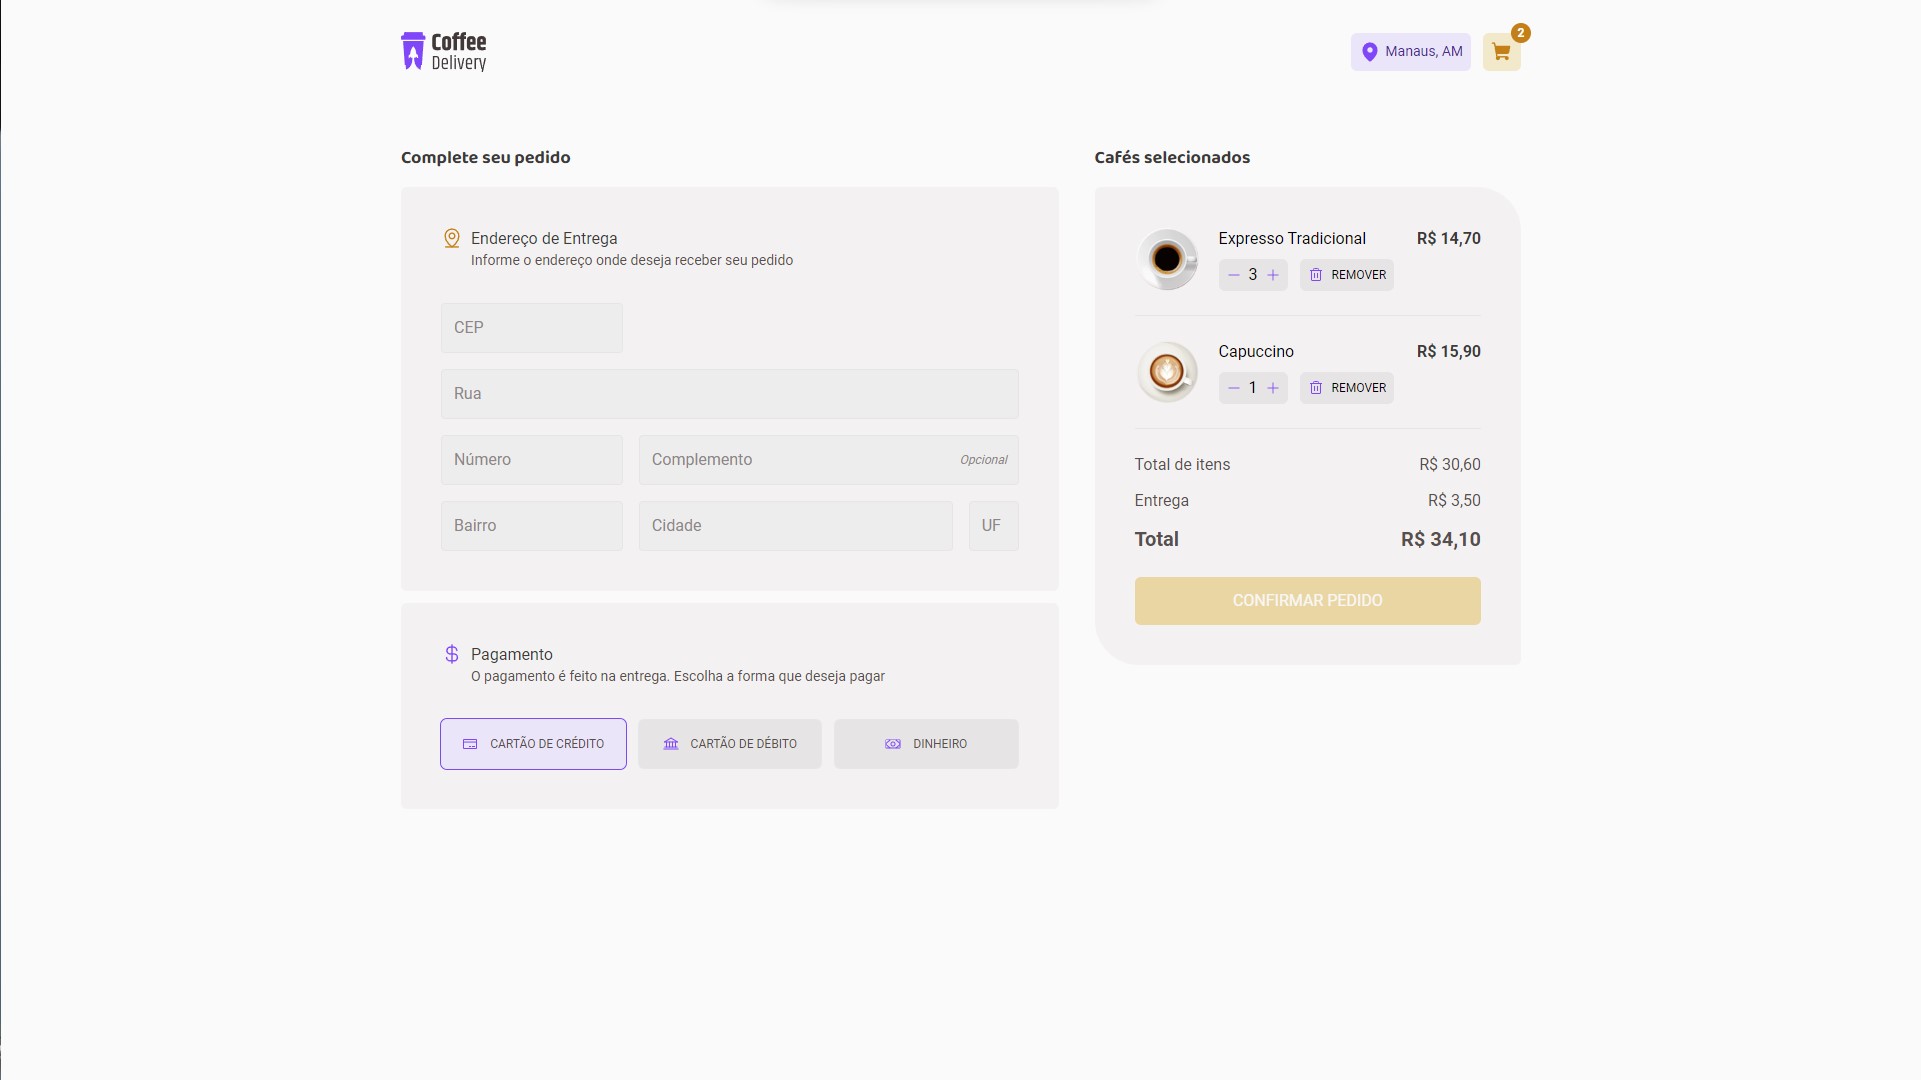 Coffee
Delivery
Manaus, AM
2
Complete seu pedido
Endereço de Entrega
Informe o endereço onde deseja receber seu pedido
CEP
Rua
Número
Complemento
Opcional
Bairro
Cidade
UF
Pagamento
O pagamento é feito na entrega. Escolha a forma que deseja pagar
CARTÃO DE CRÉDITO
CARTÃO DE DÉBITO
DINHEIRO
Cafés selecionados
Expresso Tradicional
R$ 14,70
3
REMOVER
Capuccino
R$ 15,90
1
REMOVER
Total de itens
R$ 30,60
Entrega
R$ 3,50
Total
R$ 34,10
CONFIRMAR PEDIDO